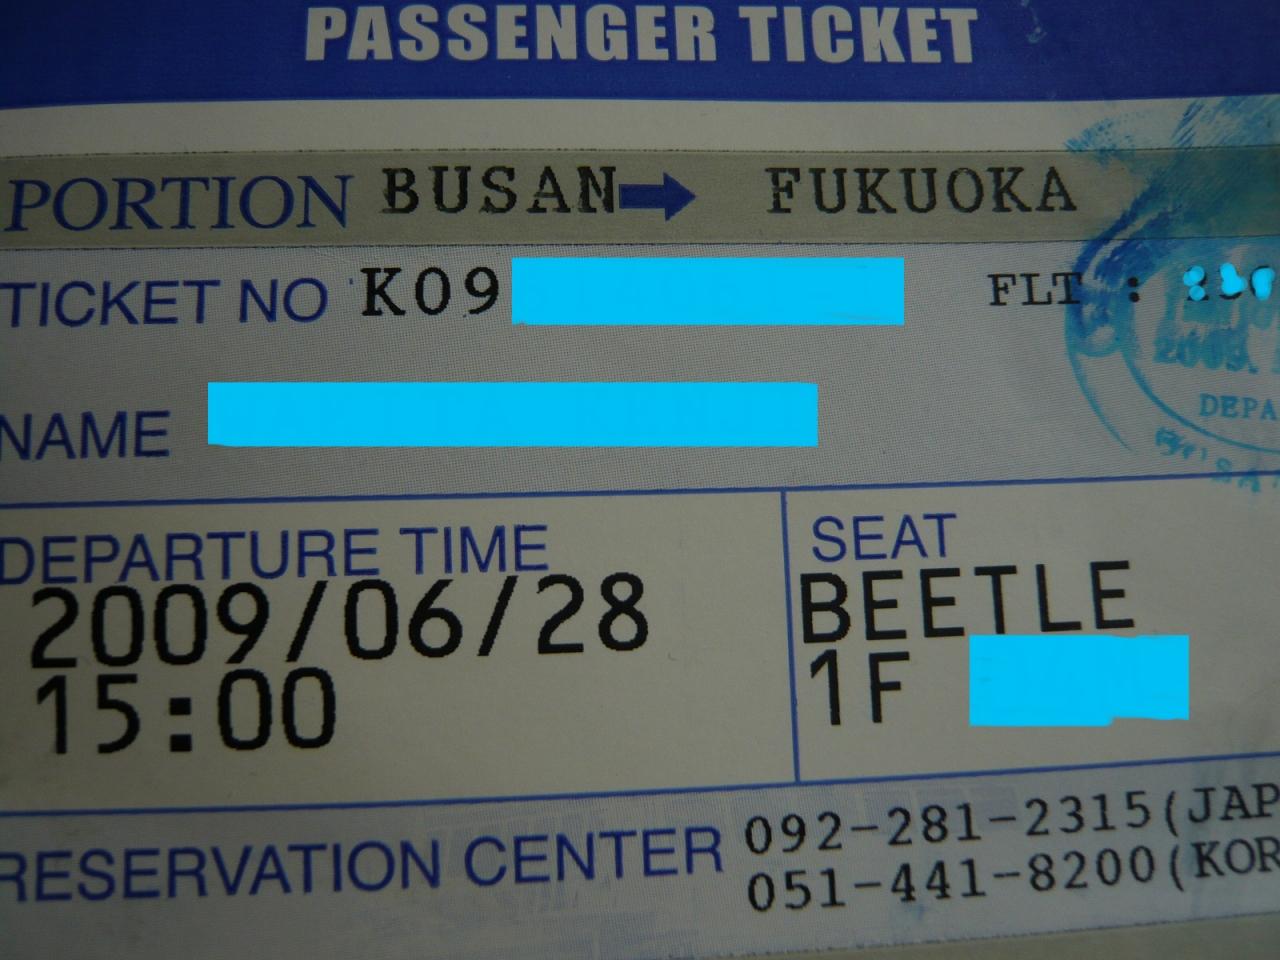 PASSENGER TICKET
PORTION BUSAN➡ FUKUOKA
TICKET NO K09
FLT :
NAME
DEPARTURE TIME
2009/06/28
15:00
SEAT
BEETLE
1F
RESERVATION CENTER 092-281-2315(JAP
051-441-8200(KOR
2009.
DEPA